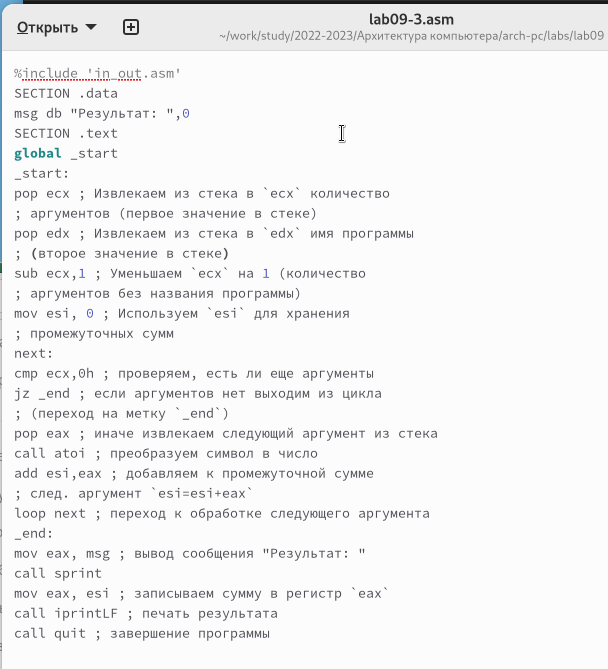 lab09-3.asm
Открыть
~/work/study/2022-2023/Архитектура компьютера/arch-pc/labs/lab09
%include 'in_out.asm'
SECTION .data
msg db "Результат: ",0
SECTION .text
global _start
_start:
pop ecx ; Извлекаем из стека в `ecx` количество
; аргументов (первое значение в стеке)
pop edx ; Извлекаем из стека в `edx` имя программы
; (второе значение в стеке)
sub ecx,1 ; Уменьшаем `ecx` на 1 (количество
; аргументов без названия программы)
mov esi, 0 ; Используем `esi` для хранения
; промежуточных сумм
next:
cmp ecx,0h ; проверяем, есть ли еще аргументы
jz _end ; если аргументов нет выходим из цикла
; (переход на метку `_end`)
pop eax ; иначе извлекаем следующий аргумент из стека
call atoi ; преобразуем символ в число
add esi,eax ; добавляем к промежуточной сумме
; след. аргумент `esi=esi+eax`
loop next ; переход к обработке следующего аргумента
_end:
mov eax, msg ; вывод сообщения "Результат: "
call sprint
mov eax, esi ; записываем сумму в регистр `eax`
call iprintLF ; печать результата
call quit ; завершение программы